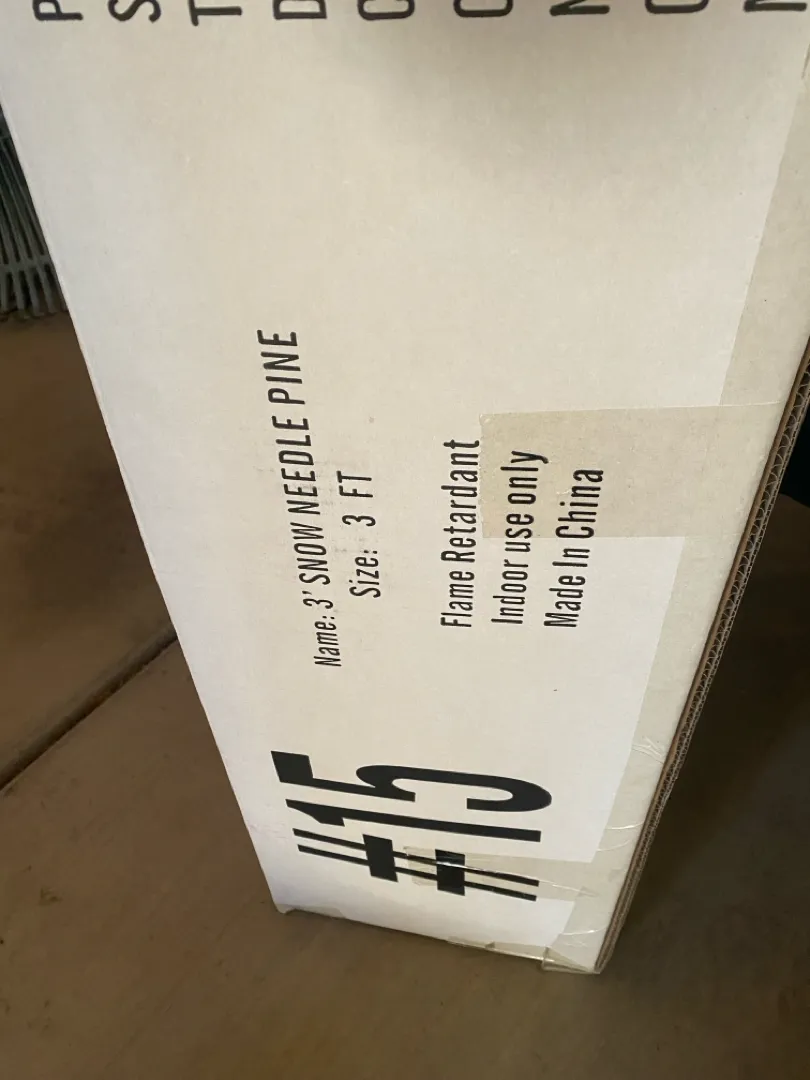 Name: 3' SNOW NEEDLE PINE
Size: 3 FT
Flame Retardant
Indoor use only
Made In China
#15